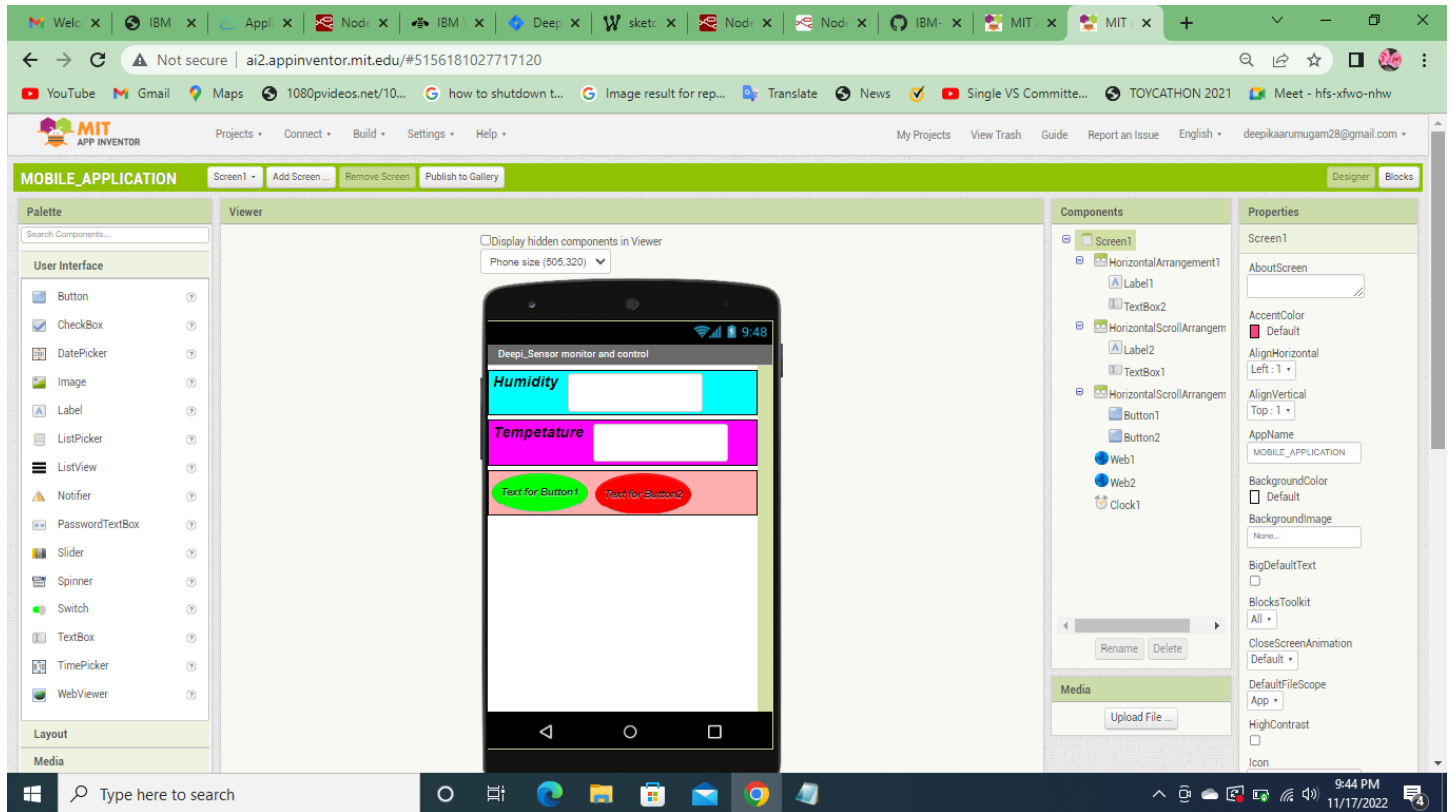 Welc
IBM
Appli
Node
IBM
Deep
sketc
Node
Node
IBM-
MIT
MIT
Not secure | ai2.appinventor.mit.edu/#5156181027717120
YouTube Gmail Maps 1080pvideos.net/10... how to shutdown t... Image result for rep... Translate News Single VS Committe... TOYCATHON 2021 Meet - hfs-xfwo-nhw
MIT
APP INVENTOR
Projects Connect Build Settings Help
My Projects View Trash Guide Report an Issue English deepikaarumugam28@gmail.com
MOBILE_APPLICATION
Screen1 Add Screen ... Remove Screen Publish to Gallery
Designer Blocks
Palette
Search Components...
User Interface
Button
CheckBox
DatePicker
Image
Label
ListPicker
ListView
Notifier
PasswordTextBox
Slider
Spinner
Switch
TextBox
TimePicker
WebViewer
Layout
Media
Viewer
Display hidden components in Viewer
Phone size (505,320)
9:48
Deepi_Sensor monitor and control
Humidity
Tempetature
Text for Button1 Text for Button2
Components
Screen1
HorizontalArrangement1
Label1
TextBox2
HorizontalScrollArrangem
Label2
TextBox1
HorizontalScrollArrangem
Button1
Button2
Web1
Web2
Clock1
Rename Delete
Media
Upload File ...
Properties
Screen1
AboutScreen
AccentColor
Default
AlignHorizontal
Left : 1
AlignVertical
Top : 1
AppName
MOBILE_APPLICATION
BackgroundColor
Default
BackgroundImage
None...
BigDefaultText
BlocksToolkit
All
CloseScreenAnimation
Default
DefaultFileScope
App
HighContrast
Icon
Type here to search
9:44 PM
11/17/2022
4